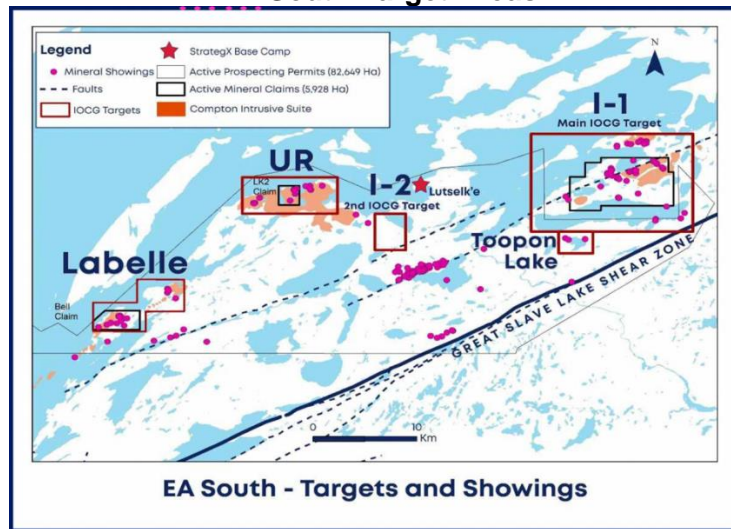 Legend
Mineral Showings
Faults
IOCG Targets
StrategX Base Camp
Active Prospecting Permits (82,649 Ha)
Active Mineral Claims (5,928 Ha)
Compton Intrusive Suite
N
I-1
Main IOCG Target
UR
LK2
Claim
I-2
2nd IOCG Target
Lutselk'e
Toopon
Lake
Labelle
Bell
Claim
GREAT SLAVE LAKE SHEAR ZONE
0 10
Km
EA South - Targets and Showings